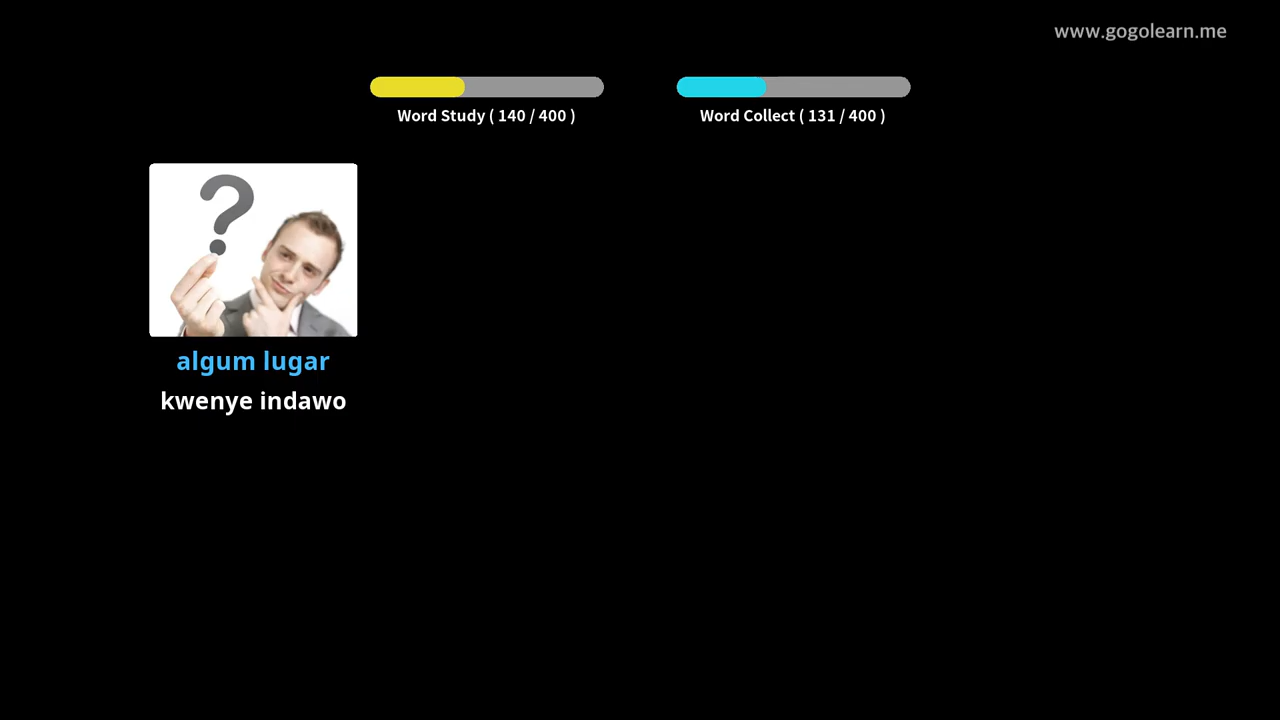 www.gogolearn.me
Word Study ( 140 / 400 )
Word Collect ( 131 / 400 )
?
algum lugar
kwenye indawo